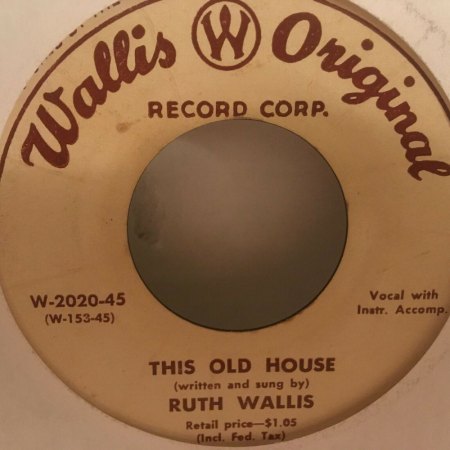 Wallis W Original
RECORD CORP.
W-2020-45
(W-153-45)
Vocal with
Instr. Accomp.
THIS OLD HOUSE
(written and sung by)
RUTH WALLIS
Retail price—$1.05
(Incl. Fed. Tax)